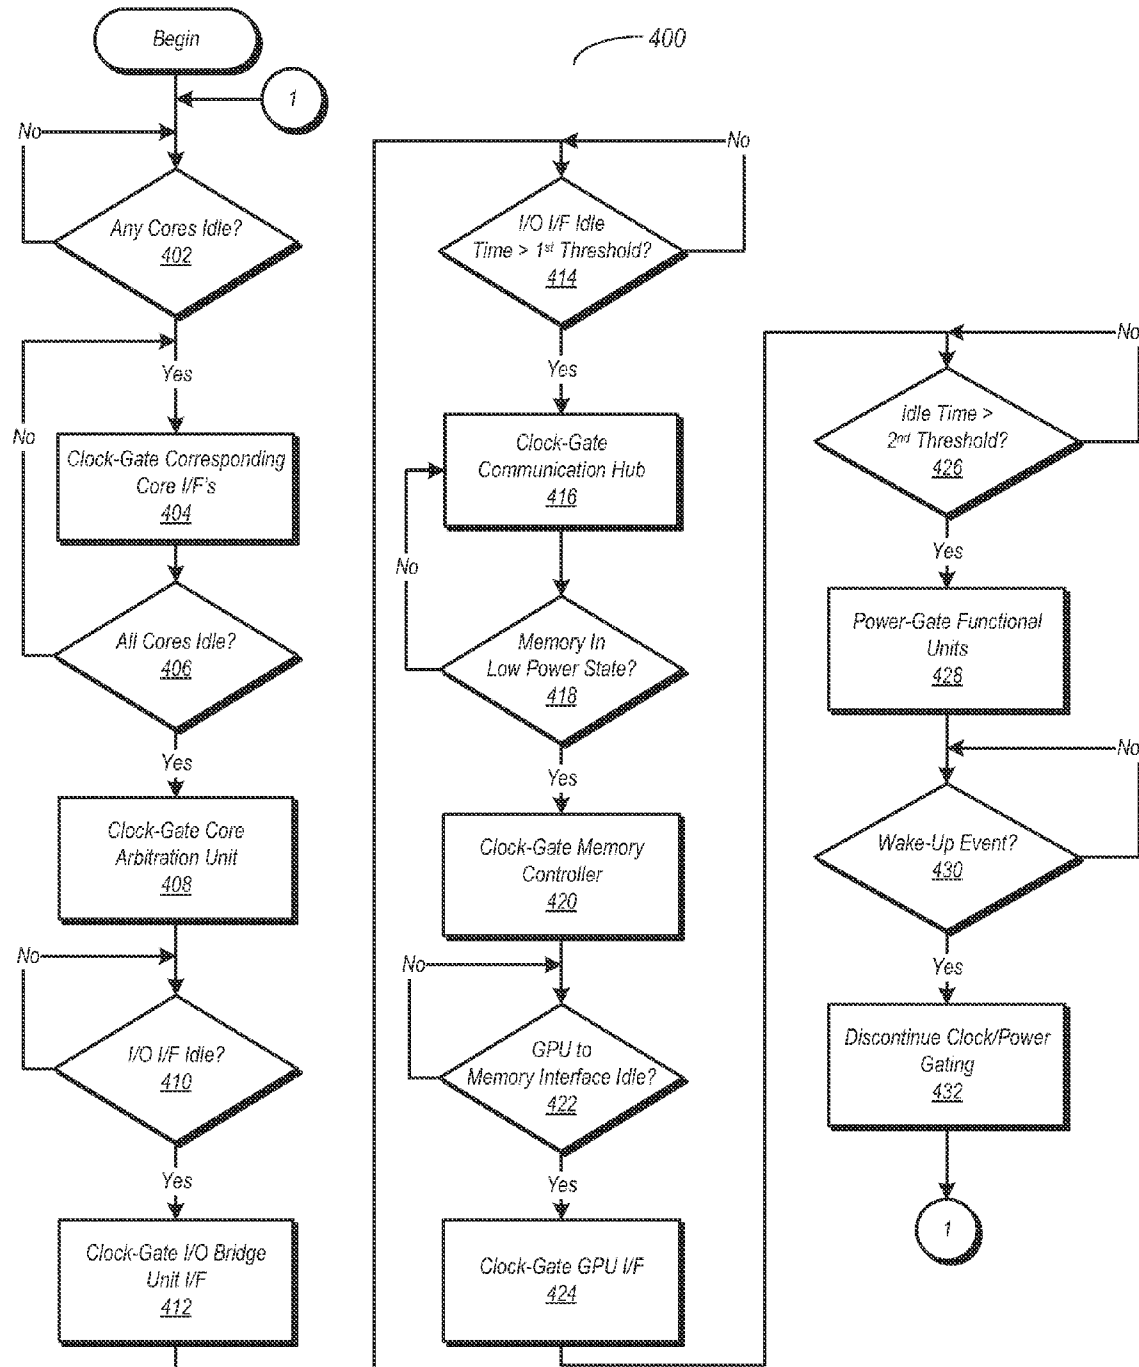 Begin
1
No
Any Cores Idle?
402
Yes
No
Clock-Gate Corresponding
Core I/F's
404
All Cores Idle?
406
Yes
Clock-Gate Core
Arbitration Unit
408
No
I/O I/F Idle?
410
Yes
Clock-Gate I/O Bridge
Unit I/F
412
400
No
I/O I/F Idle
Time > 1st Threshold?
414
Yes
Clock-Gate
Communication Hub
416
No
Memory In
Low Power State?
418
Yes
Clock-Gate Memory
Controller
420
No
GPU to
Memory Interface Idle?
422
Yes
Clock-Gate GPU I/F
424
No
Idle Time >
2nd Threshold?
426
Yes
Power-Gate Functional
Units
428
No
Wake-Up Event?
430
Yes
Discontinue Clock/Power
Gating
432
1